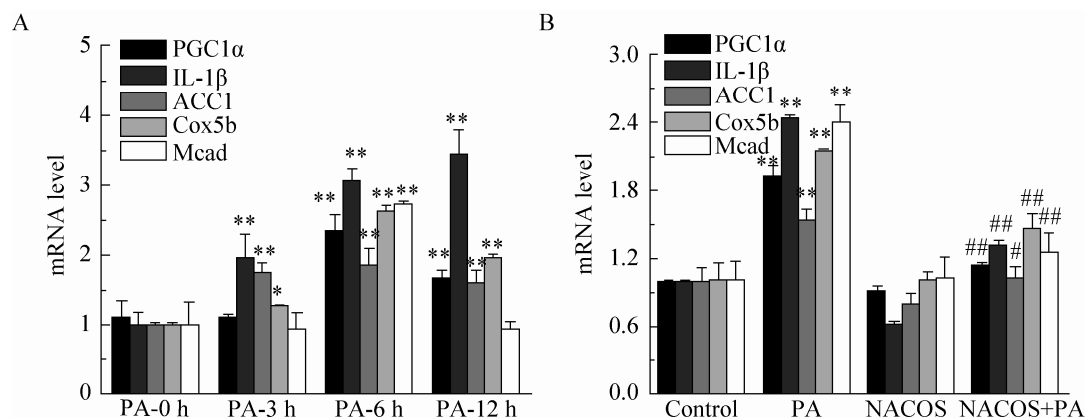 A
mRNA level
5
4
3
2
1
0
PGC1α
IL-1β
ACC1
Cox5b
Mcad
** ** *
** ** ** ** **
** ** ** **
PA-0 h PA-3 h PA-6 h PA-12 h
B
mRNA level
3.0
2.4
1.8
1.2
0.6
0.0
PGC1α
IL-1β
ACC1
Cox5b
Mcad
** ** ** ** **
## ## # ## ##
Control PA NACOS NACOS+PA